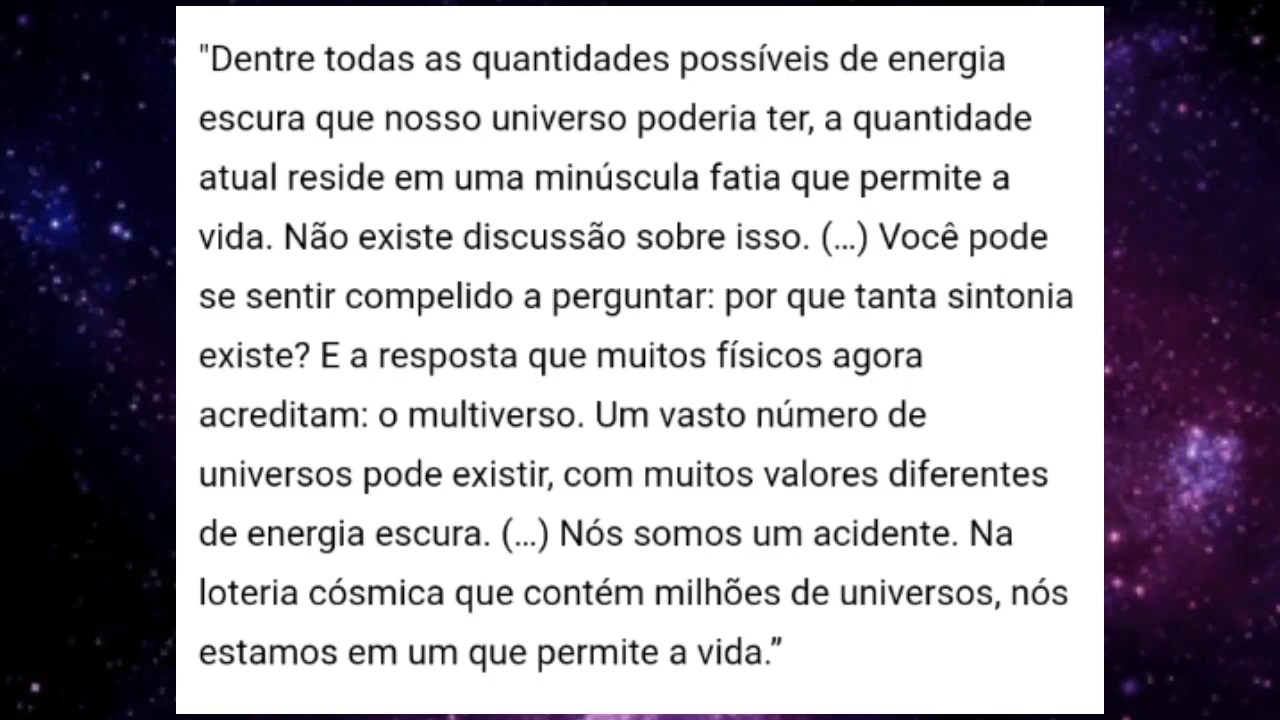 "Dentre todas as quantidades possíveis de energia
escura que nosso universo poderia ter, a quantidade
atual reside em uma minúscula fatia que permite a
vida. Não existe discussão sobre isso. (...) Você pode
se sentir compelido a perguntar: por que tanta sintonia
existe? E a resposta que muitos físicos agora
acreditam: o multiverso. Um vasto número de
universos pode existir, com muitos valores diferentes
de energia escura. (...) Nós somos um acidente. Na
loteria cósmica que contém milhões de universos, nós
estamos em um que permite a vida.”